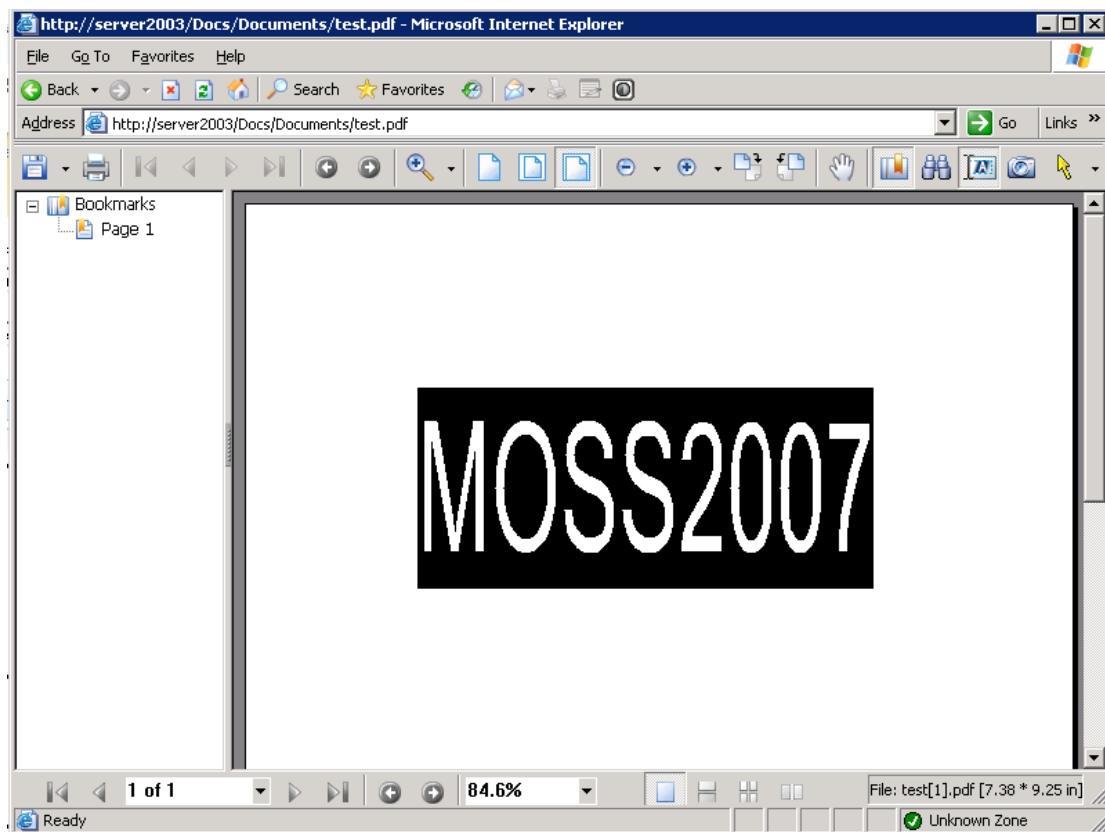 http://server2003/Docs/Documents/test.pdf - Microsoft Internet Explorer
File Go To Favorites Help
Back Search Favorites
Address http://server2003/Docs/Documents/test.pdf Go Links »
Bookmarks
Page 1
MOSS2007
1 of 1 84.6% File: test[1].pdf [7.38 * 9.25 in]
Ready Unknown Zone